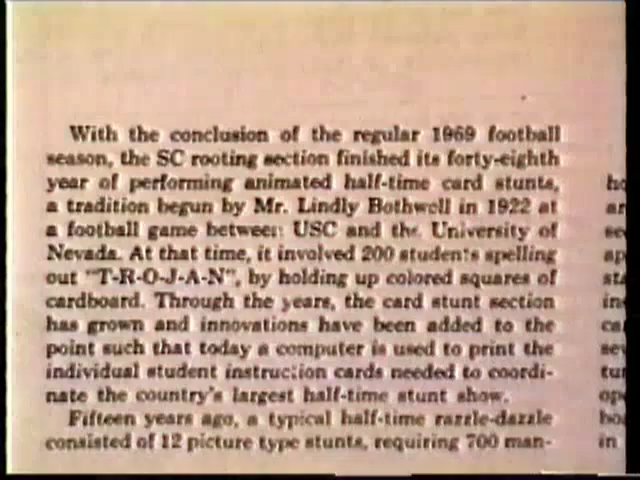 With the conclusion of the regular 1969 football
season, the SC rooting section finished its forty-eighth
year of performing animated half-time card stunts,
a tradition begun by Mr. Lindly Bothwell in 1922 at
a football game between USC and the University of
Nevada. At that time, it involved 200 students spelling
out "T-R-O-J-A-N", by holding up colored squares of
cardboard. Through the years, the card stunt section
has grown and innovations have been added to the
point such that today a computer is used to print the
individual student instruction cards needed to coordi-
nate the country's largest half-time stunt show.
Fifteen years ago, a typical half-time razzle-dazzle
consisted of 12 picture type stunts, requiring 700 man-